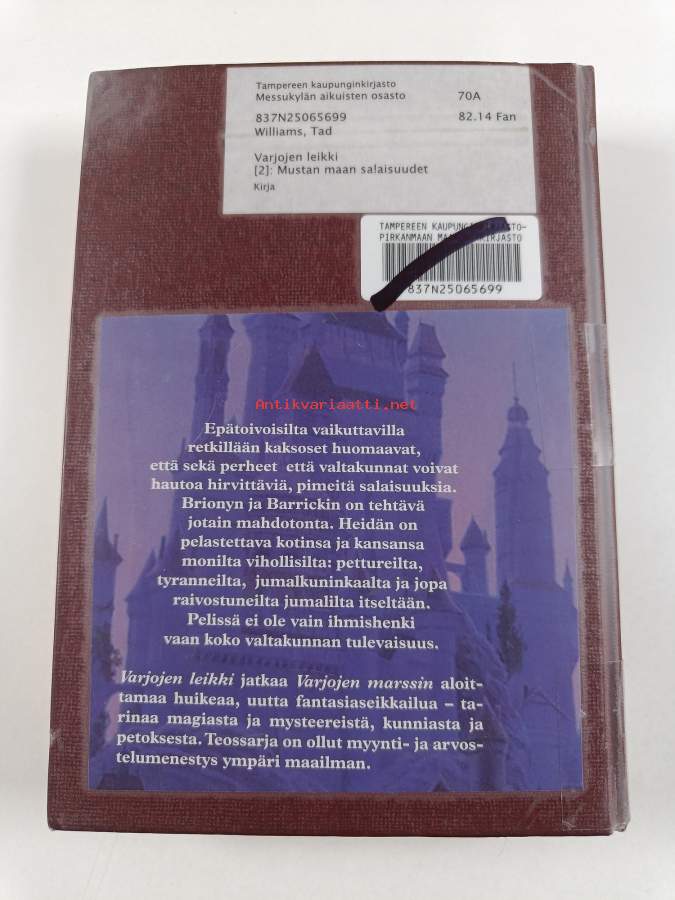 Tampereen kaupunginkirjasto
Messukylän aikuisten osasto 70A
837N25065699 82.14 Fan
Williams, Tad
Varjojen leikki
[2]: Mustan maan salaisuudet
Kirja
TAMPEREEN
PIRKANMAAN
837N25065699
Antikvariaatti.net
Epätoivoisilta vaikuttavilla
retkillään kaksoset huomaavat,
että sekä perheet että valtakunnat voivat
hautoa hirvittäviä, pimeitä salaisuuksia.
Brionyn ja Barrickin on tehtävä
jotain mahdotonta. Heidän on
pelastettava kotinsa ja kansansa
monilta vihollisilta: pettureilta,
tyranneilta, jumalkuninkaalta ja jopa
raivostuneilta jumalilta itseltään.
Pelissä ei ole vain ihmishenki
vaan koko valtakunnan tulevaisuus.
Varjojen leikki jatkaa Varjojen marssin aloit-
tamaa huikeaa, uutta fantasiaseikkailua – ta-
rinaa magiasta ja mysteereistä, kunniasta ja
petoksesta. Teossarja on ollut myynti- ja arvos-
telumenestys ympäri maailman.